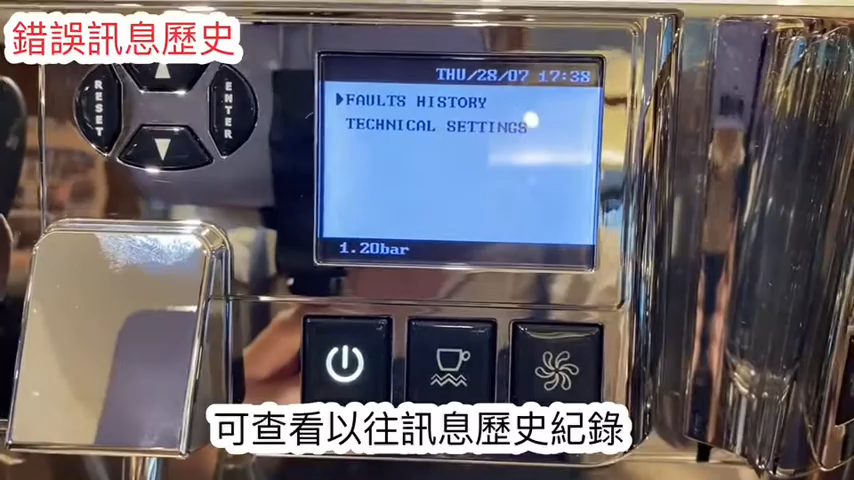 錯誤訊息歷史
THU/28/07 17:38
RESET
ENTER
FAULTS HISTORY
TECHNICAL SETTINGS
1.20bar
可查看以往訊息歷史紀錄